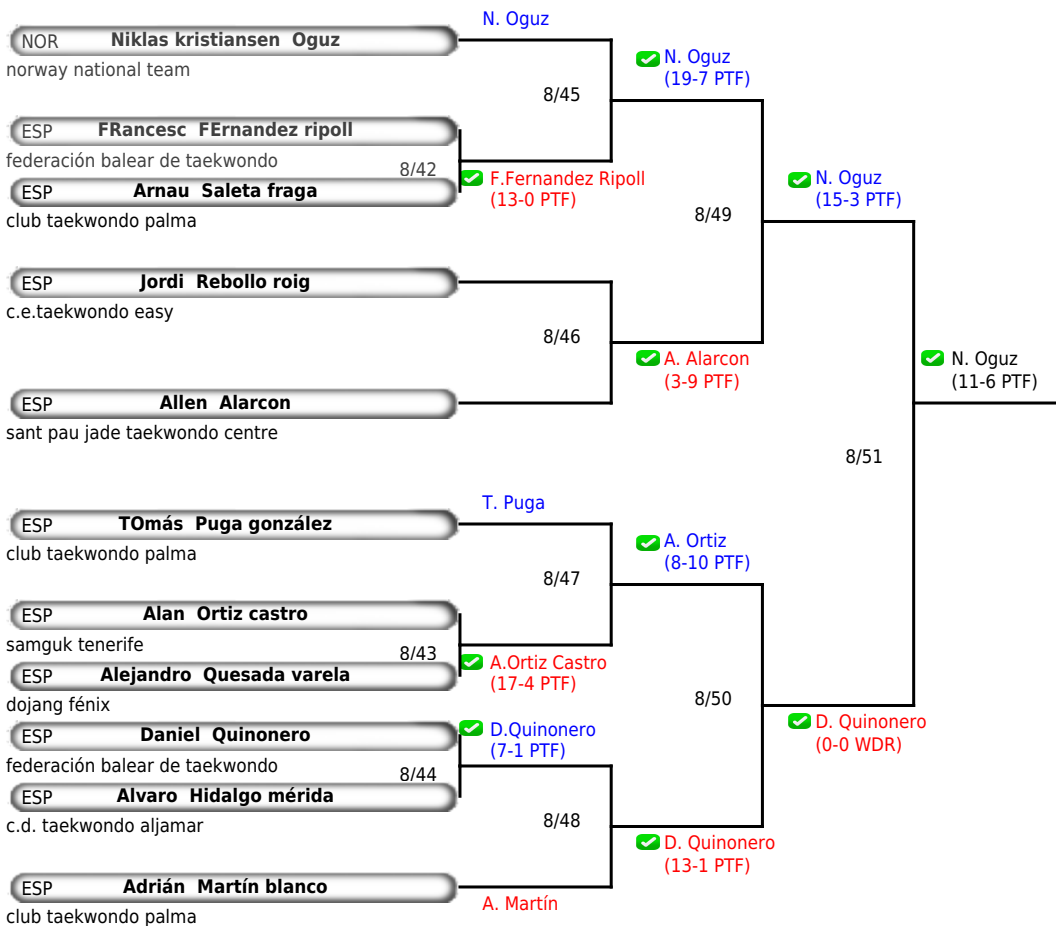 N. Oguz
NOR Niklas kristiansen Oguz
norway national team
N. Oguz
(19-7 PTF)
8/45
ESP FRancesc FErnandez ripoll
federación balear de taekwondo
8/42
F.Fernandez Ripoll
(13-0 PTF)
ESP Arnau Saleta fraga
club taekwondo palma
N. Oguz
(15-3 PTF)
8/49
ESP Jordi Rebollo roig
c.e.taekwondo easy
8/46
A. Alarcon
(3-9 PTF)
N. Oguz
(11-6 PTF)
ESP Allen Alarcon
sant pau jade taekwondo centre
8/51
T. Puga
ESP TOmás Puga gonzález
club taekwondo palma
A. Ortiz
(8-10 PTF)
8/47
ESP Alan Ortiz castro
samguk tenerife
8/43
A.Ortiz Castro
(17-4 PTF)
ESP Alejandro Quesada varela
dojang fénix
8/50
D. Quinonero
(0-0 WDR)
D.Quinonero
(7-1 PTF)
ESP Daniel Quinonero
federación balear de taekwondo
8/44
ESP Alvaro Hidalgo mérida
c.d. taekwondo aljamar
8/48
D. Quinonero
(13-1 PTF)
ESP Adrián Martín blanco
club taekwondo palma
A. Martín